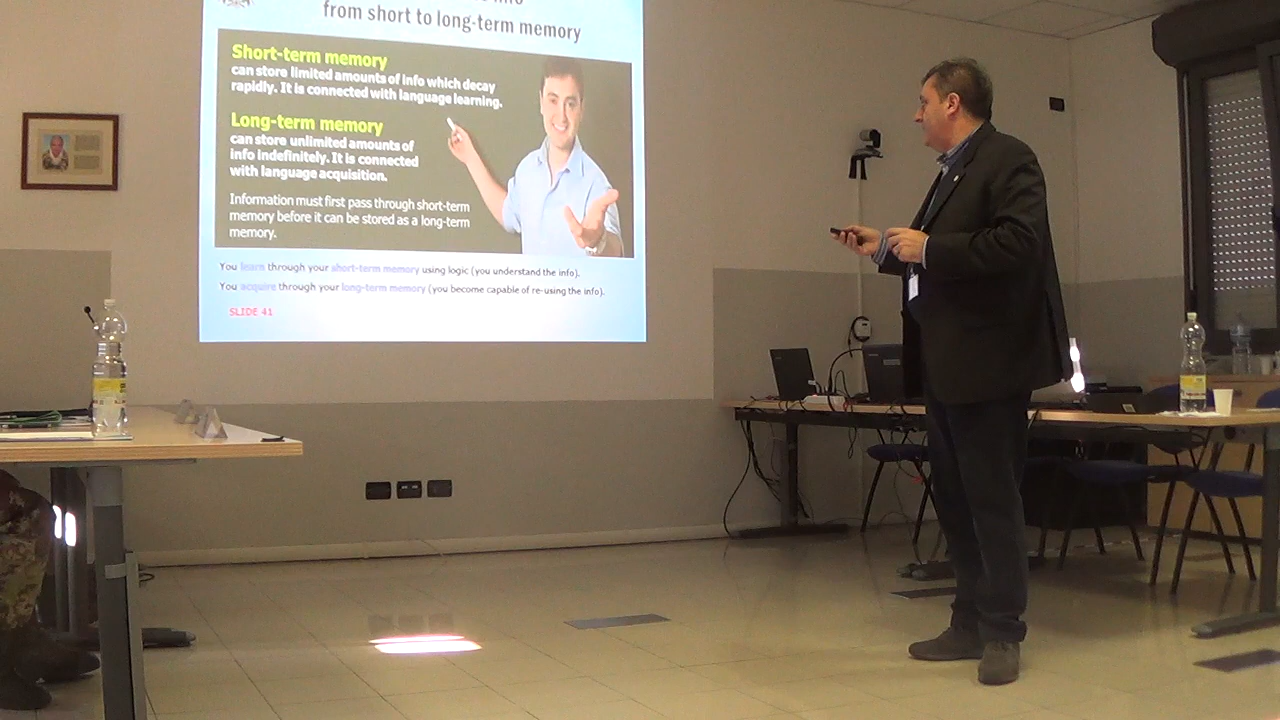 from short to long-term memory
Short-term memory
can store limited amounts of info which decay
rapidly. It is connected with language learning.
Long-term memory
can store unlimited amounts of
info indefinitely. It is connected
with language acquisition.
Information must first pass through short-term
memory before it can be stored as a long-term
memory.
You learn through your short-term memory using logic (you understand the info).
You acquire through your long-term memory (you become capable of re-using the info).
SLIDE 41